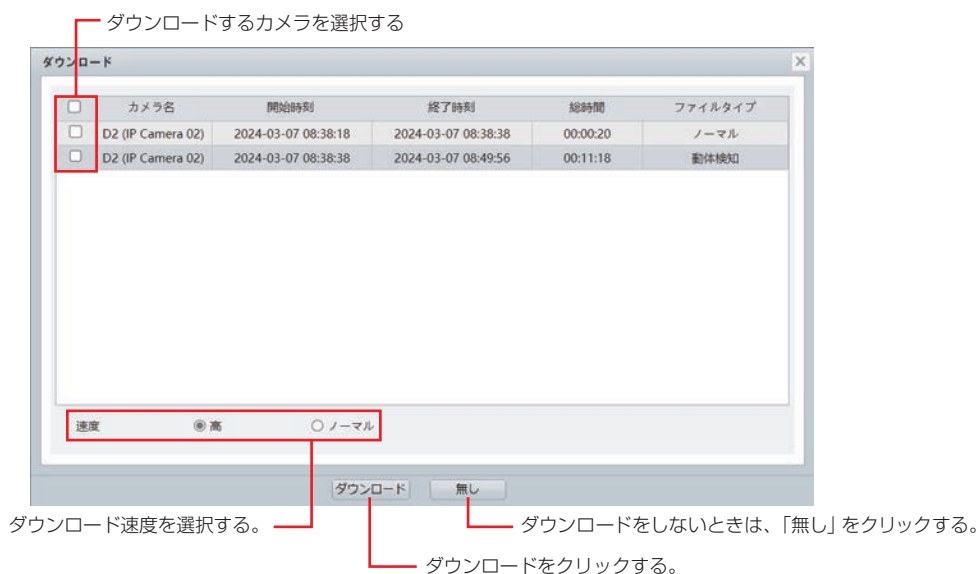 ダウンロードするカメラを選択する
ダウンロード
カメラ名 開始時刻 終了時刻 総時間 ファイルタイプ
D2 (IP Camera 02) 2024-03-07 08:38:18 2024-03-07 08:38:38 00:00:20 ノーマル
D2 (IP Camera 02) 2024-03-07 08:38:38 2024-03-07 08:49:56 00:11:18 動体検知
速度 高 ノーマル
ダウンロード 無し
ダウンロード速度を選択する。
ダウンロードをしないときは、「無し」をクリックする。
ダウンロードをクリックする。